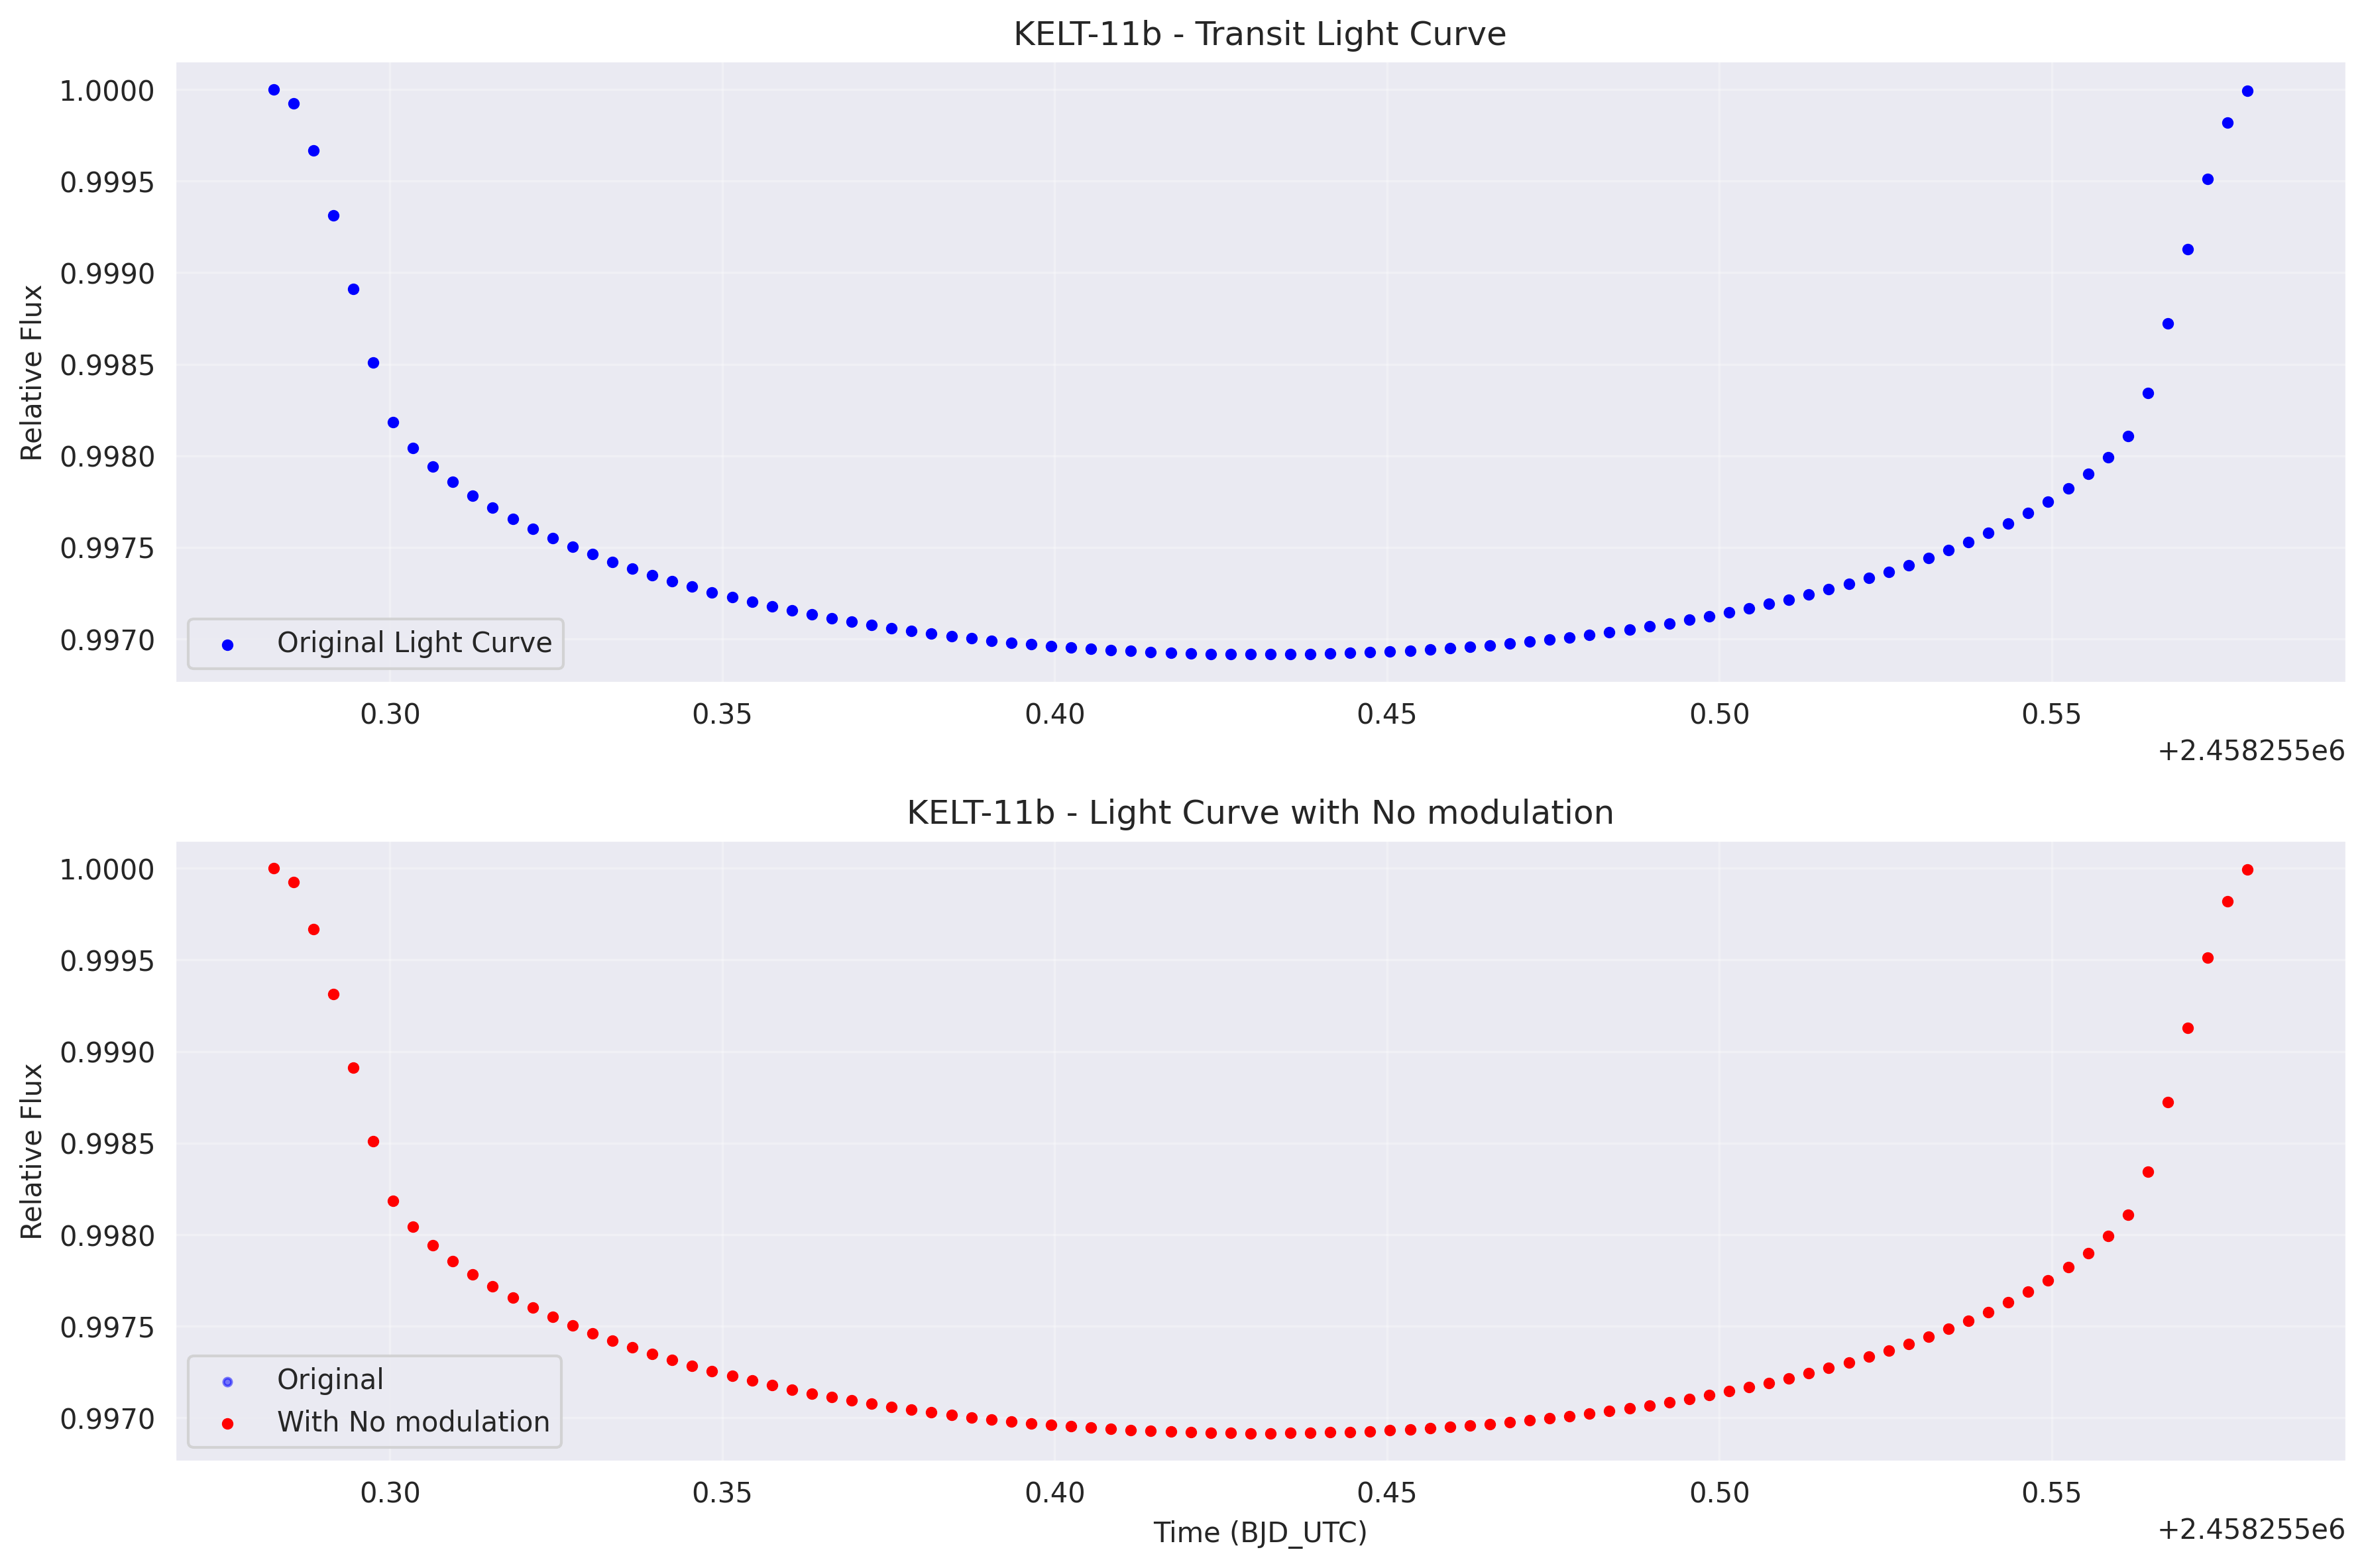 KELT-11b - Transit Light Curve
Relative Flux
1.0000
0.9995
0.9990
0.9985
0.9980
0.9975
0.9970
Original Light Curve
0.30 0.35 0.40 0.45 0.50 0.55
+2.458255e6
KELT-11b - Light Curve with No modulation
Relative Flux
1.0000
0.9995
0.9990
0.9985
0.9980
0.9975
0.9970
Original
With No modulation
0.30 0.35 0.40 0.45 0.50 0.55
Time (BJD_UTC)
+2.458255e6